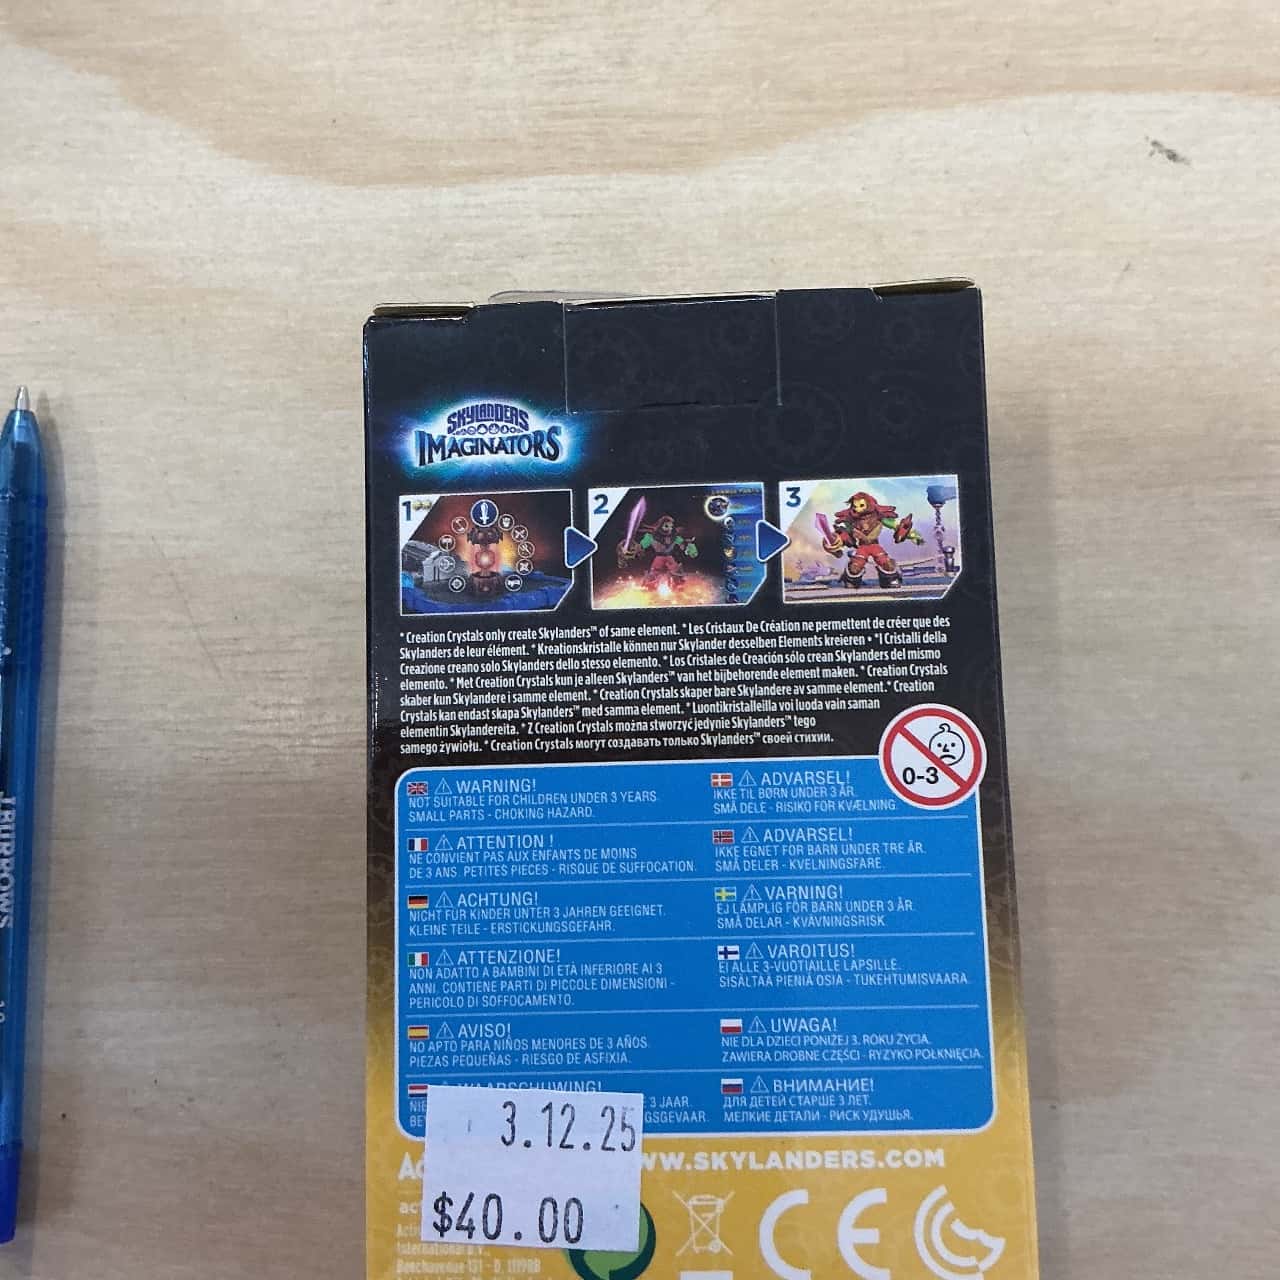 SKYLANDERS
IMAGINATORS
1
2
3
* Creation Crystals only create Skylanders™ of same element. * Les Cristaux De Création ne permettent de créer que des
Skylanders de leur élément. * Kreationskristalle können nur Skylander desselben Elements kreieren • *I Cristalli della
Creazione creano solo Skylanders dello stesso elemento. * Los Cristales de Creación sólo crean Skylanders del mismo
elemento. * Met Creation Crystals kun je alleen Skylanders™ van het bijbehorende element maken. * Creation Crystals
skaber kun Skylandere i samme element. * Creation Crystals skaper bare Skylandere av samme element.* Creation
Crystals kan endast skapa Skylanders™ med samma element. * Luontikristalleilla voi luoda vain saman
elementin Skylandereita. * Z Creation Crystals można stworzyć jedynie Skylanders™ tego
samego żywiołu. * Creation Crystals могут создавать только Skylanders™ своей стихии.
0-3
WARNING!
NOT SUITABLE FOR CHILDREN UNDER 3 YEARS.
SMALL PARTS - CHOKING HAZARD.
ATTENTION !
NE CONVIENT PAS AUX ENFANTS DE MOINS
DE 3 ANS. PETITES PIECES - RISQUE DE SUFFOCATION.
ACHTUNG!
NICHT FÜR KINDER UNTER 3 JAHREN GEEIGNET.
KLEINE TEILE - ERSTICKUNGSGEFAHR.
ATTENZIONE!
NON ADATTO A BAMBINI DI ETÀ INFERIORE AI 3
ANNI. CONTIENE PARTI DI PICCOLE DIMENSIONI -
PERICOLO DI SOFFOCAMENTO.
AVISO!
NO APTO PARA NIÑOS MENORES DE 3 AÑOS.
PIEZAS PEQUEÑAS - RIESGO DE ASFIXIA.
WAARSCHUWING!
3 JAAR.
ADVARSEL!
IKKE TIL BØRN UNDER 3 ÅR.
SMÅ DELE - RISIKO FOR KVÆLNING.
ADVARSEL!
IKKE EGNET FOR BARN UNDER TRE ÅR.
SMÅ DELER - KVELNINGSFARE.
VARNING!
EJ LÄMPLIG FÖR BARN UNDER 3 ÅR.
SMÅ DELAR - KVÄVNINGSRISK
VAROITUS!
EI ALLE 3-VUOTIAILLE LAPSILLE.
SISÄLTÄÄ PIENIÄ OSIA - TUKEHTUMISVAARA.
UWAGA!
NIE DLA DZIECI PONIŻEJ 3. ROKU ŻYCIA.
ZAWIERA DROBNE CZĘŚCI - RYZYKO POŁKNIĘCIA.
ВНИМАНИЕ!
ДЛЯ ДЕТЕЙ СТАРШЕ 3 ЛЕТ.
МЕЛКИЕ ДЕТАЛИ - РИСК УДУШЬЯ.
3.12.25
$40.00
WW.SKYLANDERS.COM
International B.V.,
Beechavenue 131 - D, 1119RB
CE